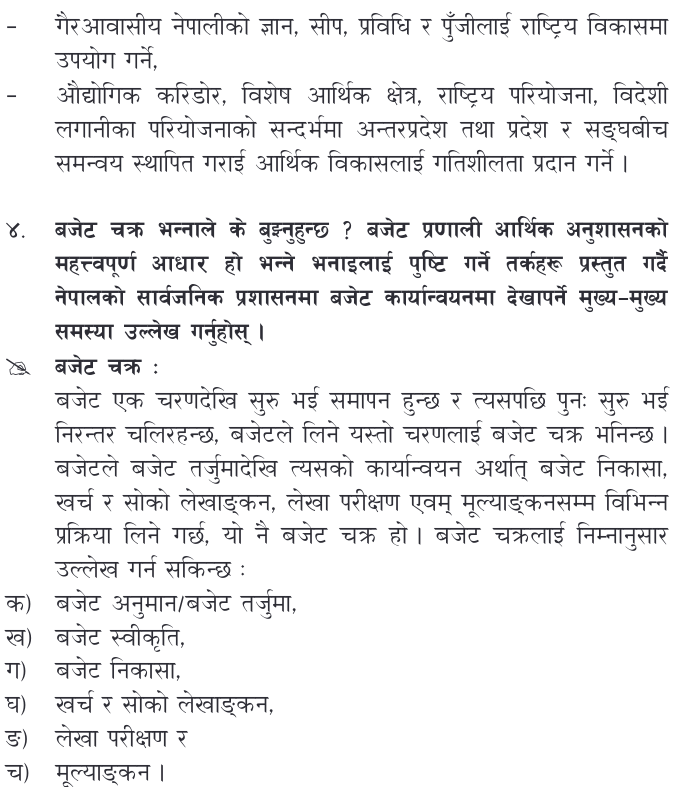 – गैरआवासीय नेपालीको ज्ञान, सीप, प्रविधि र पुँजीलाई राष्ट्रिय विकासमा
उपयोग गर्ने,
– औद्योगिक करिडोर, विशेष आर्थिक क्षेत्र, राष्ट्रिय परियोजना, विदेशी
लगानीका परियोजनाको सन्दर्भमा अन्तरप्रदेश तथा प्रदेश र सङ्घबीच
समन्वय स्थापित गराई आर्थिक विकासलाई गतिशीलता प्रदान गर्ने ।
४. बजेट चक्र भन्नाले के बुझ्नुहुन्छ ? बजेट प्रणाली आर्थिक अनुशासनको
महत्त्वपूर्ण आधार हो भन्ने भनाइलाई पुष्टि गर्ने तर्कहरू प्रस्तुत गर्दै
नेपालको सार्वजनिक प्रशासनमा बजेट कार्यान्वयनमा देखापर्ने मुख्य–मुख्य
समस्या उल्लेख गर्नुहोस् ।
✍ बजेट चक्र :
बजेट एक चरणदेखि सुरु भई समापन हुन्छ र त्यसपछि पुनः सुरु भई
निरन्तर चलिरहन्छ, बजेटले लिने यस्तो चरणलाई बजेट चक्र भनिन्छ ।
बजेटले बजेट तर्जुमादेखि त्यसको कार्यान्वयन अर्थात् बजेट निकासा,
खर्च र सोको लेखाङ्कन, लेखा परीक्षण एवम् मूल्याङ्कनसम्म विभिन्न
प्रक्रिया लिने गर्छ, यो नै बजेट चक्र हो । बजेट चक्रलाई निम्नानुसार
उल्लेख गर्न सकिन्छ :
क) बजेट अनुमान/बजेट तर्जुमा,
ख) बजेट स्वीकृति,
ग) बजेट निकासा,
घ) खर्च र सोको लेखाङ्कन,
ङ) लेखा परीक्षण र
च) मूल्याङ्कन ।